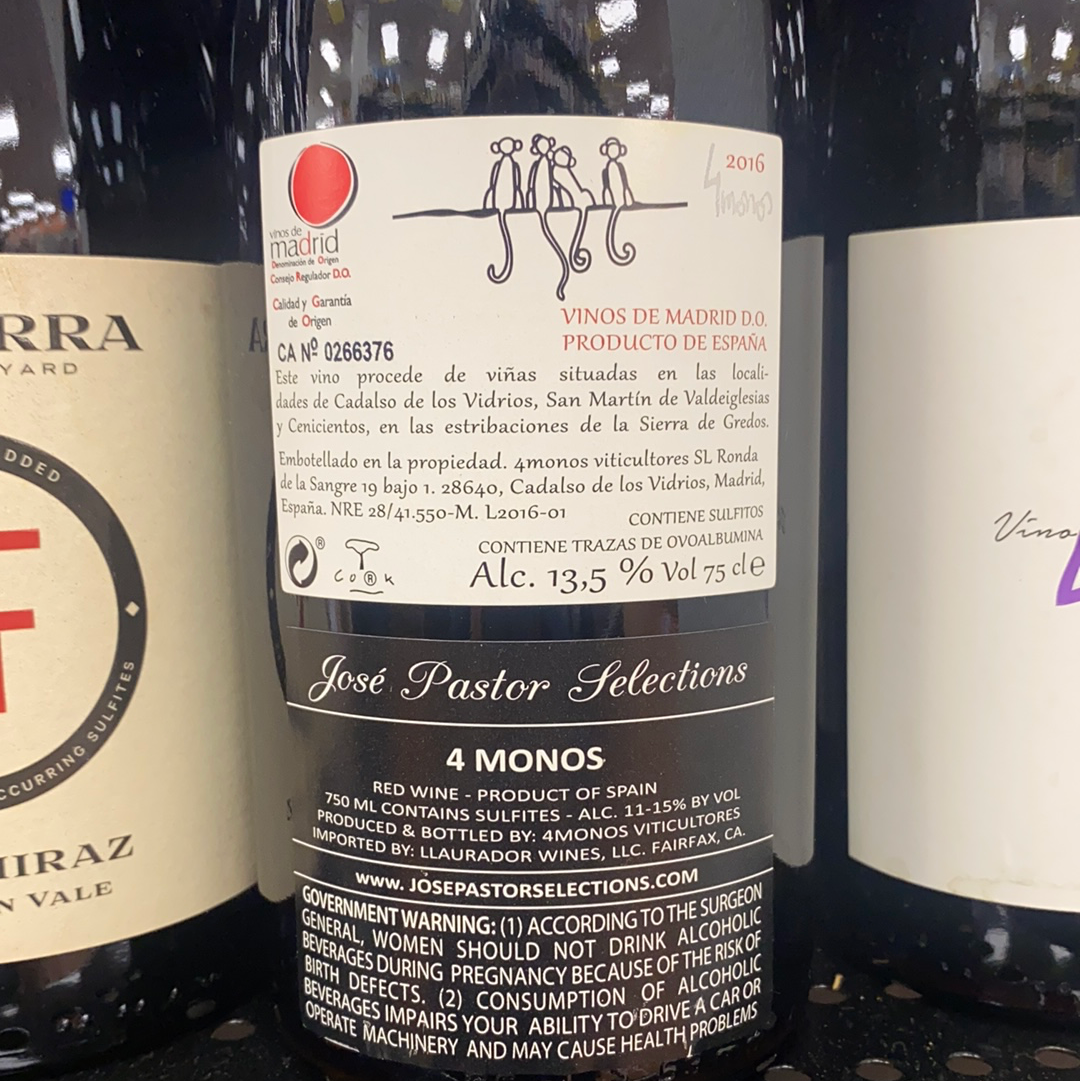 RRA
YARD
DDED
CCURRING SULFITES
HIRAZ
N VALE
vinos de
madrid
Denominación de Origen
Consejo Regulador D.O.
Calidad y Garantía
de Origen
CA Nº 0266376
2016
4monos
VINOS DE MADRID D.O.
PRODUCTO DE ESPAÑA
Este vino procede de viñas situadas en las locali-
dades de Cadalso de los Vidrios, San Martín de Valdeiglesias
y Cenicientos, en las estribaciones de la Sierra de Gredos.
Embotellado en la propiedad. 4monos viticultores SL Ronda
de la Sangre 19 bajo 1. 28640, Cadalso de los Vidrios, Madrid,
España. NRE 28/41.550-M. L2016-01
CONTIENE SULFITOS
CONTIENE TRAZAS DE OVOALBUMINA
® CO®K
Alc. 13,5 % Vol 75 cl e
José Pastor Selections
4 MONOS
RED WINE - PRODUCT OF SPAIN
750 ML CONTAINS SULFITES - ALC. 11-15% BY VOL
PRODUCED & BOTTLED BY: 4MONOS VITICULTORES
IMPORTED BY: LLAURADOR WINES, LLC. FAIRFAX, CA.
www. JOSEPASTORSELECTIONS.COM
GOVERNMENT WARNING: (1) ACCORDING TO THE SURGEON
GENERAL, WOMEN SHOULD NOT DRINK ALCOHOLIC
BEVERAGES DURING PREGNANCY BECAUSE OF THE RISK OF
BIRTH DEFECTS. (2) CONSUMPTION OF ALCOHOLIC
BEVERAGES IMPAIRS YOUR ABILITY TO DRIVE A CAR OR
OPERATE MACHINERY AND MAY CAUSE HEALTH PROBLEMS
Vino